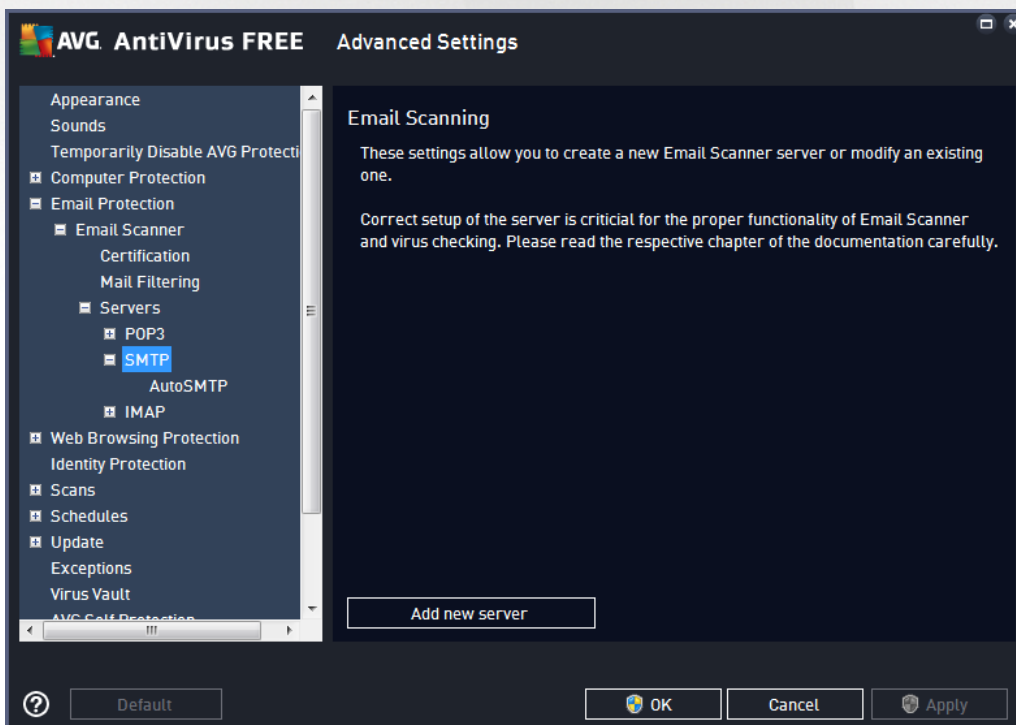 AVG. AntiVirus FREE
Advanced Settings
Appearance
Sounds
Temporarily Disable AVG Protecti
Computer Protection
Email Protection
Email Scanner
Certification
Mail Filtering
Servers
POP3
SMTP
AutoSMTP
IMAP
Web Browsing Protection
Identity Protection
Scans
Schedules
Update
Exceptions
Virus Vault
AVG Self Protection
Email Scanning
These settings allow you to create a new Email Scanner server or modify an existing
one.
Correct setup of the server is criticial for the proper functionality of Email Scanner
and virus checking. Please read the respective chapter of the documentation carefully.
Add new server
?
Default
OK
Cancel
Apply